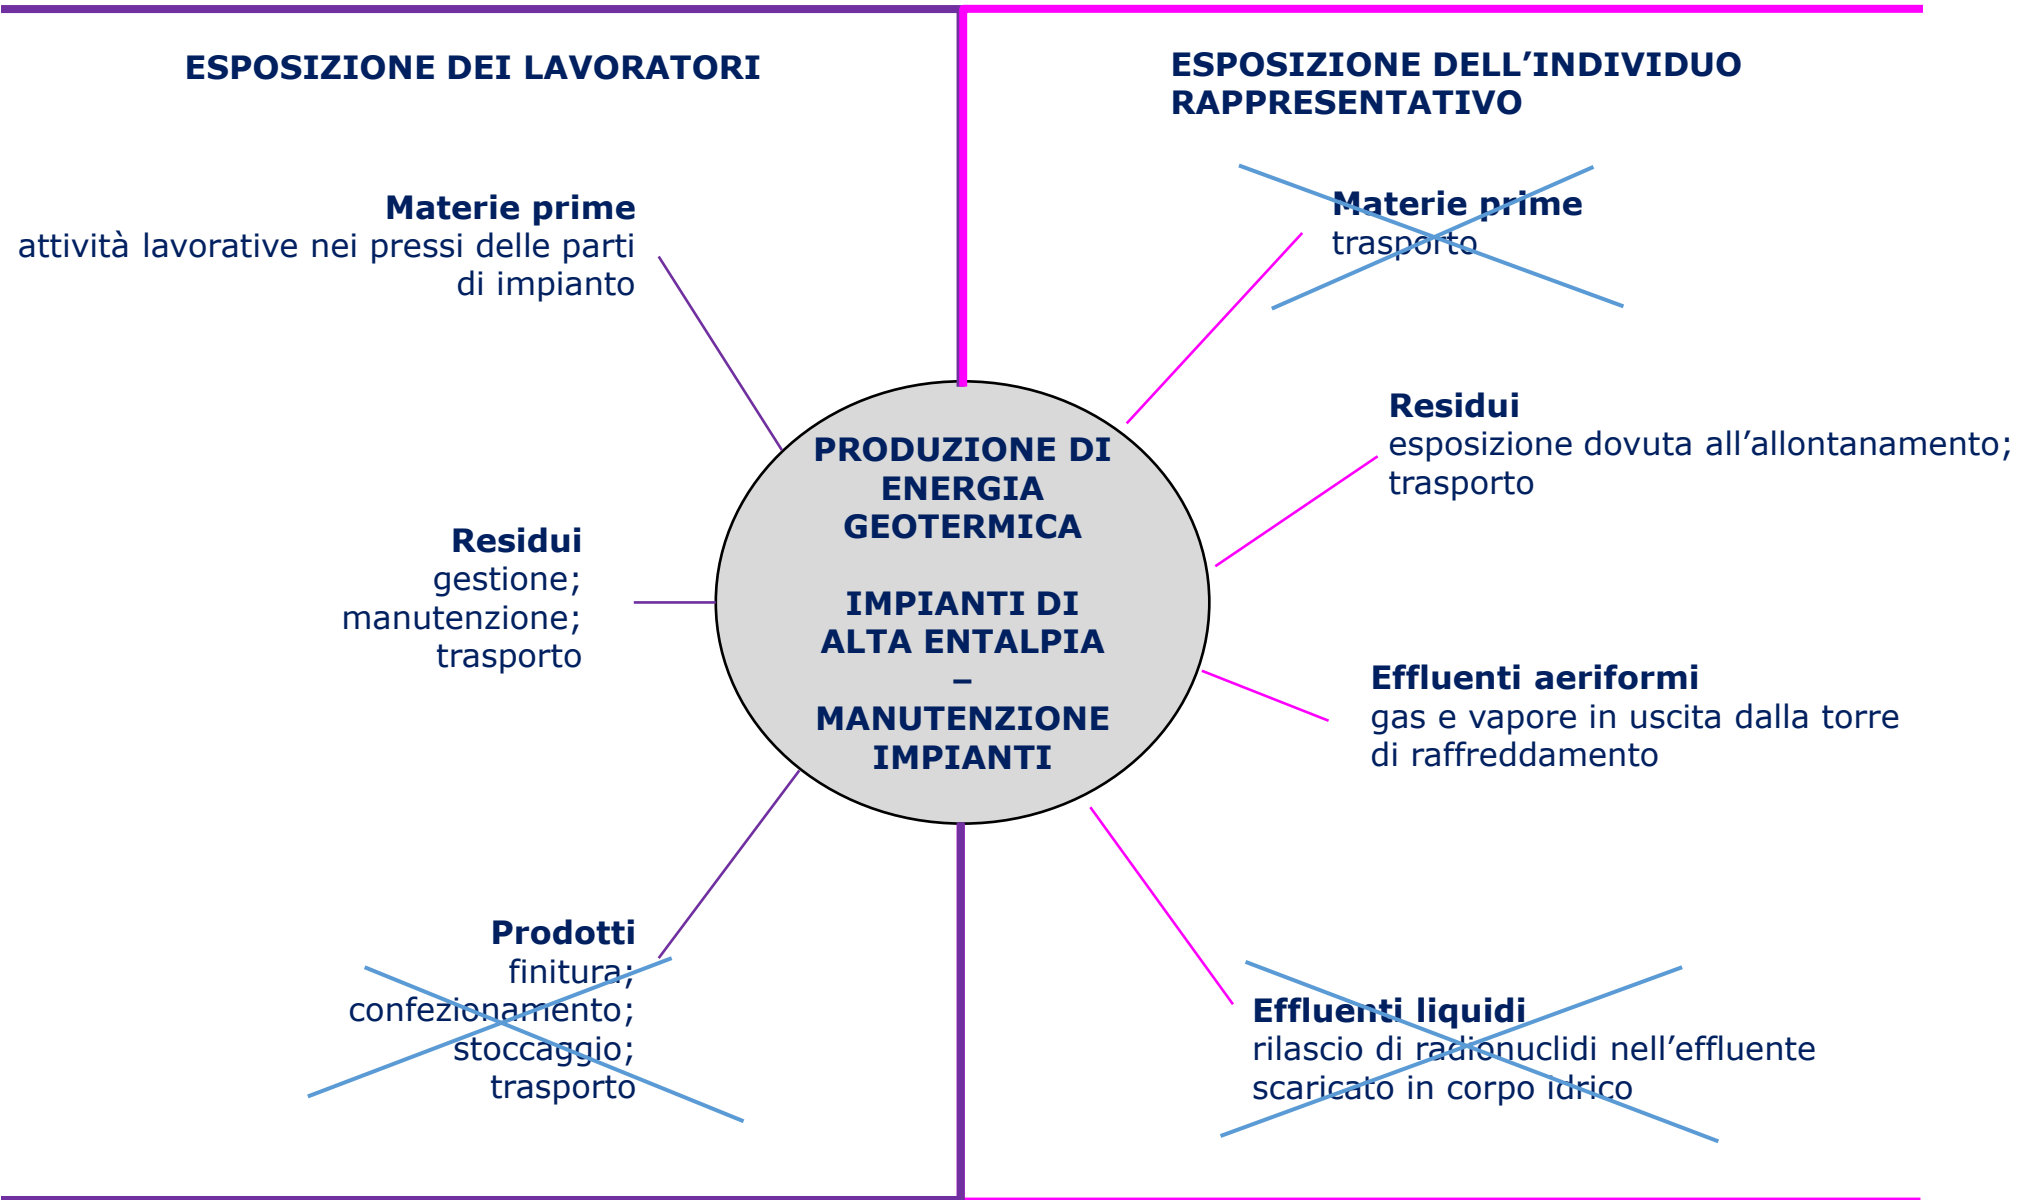 ESPOSIZIONE DEI LAVORATORI
Materie prime
attività lavorative nei pressi delle parti
di impianto
Residui
gestione;
manutenzione;
trasporto
Prodotti
finitura;
confezionamento;
stoccaggio;
trasporto
PRODUZIONE DI
ENERGIA
GEOTERMICA
IMPIANTI DI
ALTA ENTALPIA
–
MANUTENZIONE
IMPIANTI
ESPOSIZIONE DELL’INDIVIDUO
RAPPRESENTATIVO
Materie prime
trasporto
Residui
esposizione dovuta all’allontanamento;
trasporto
Effluenti aeriformi
gas e vapore in uscita dalla torre
di raffreddamento
Effluenti liquidi
rilascio di radionuclidi nell’effluente
scaricato in corpo idrico